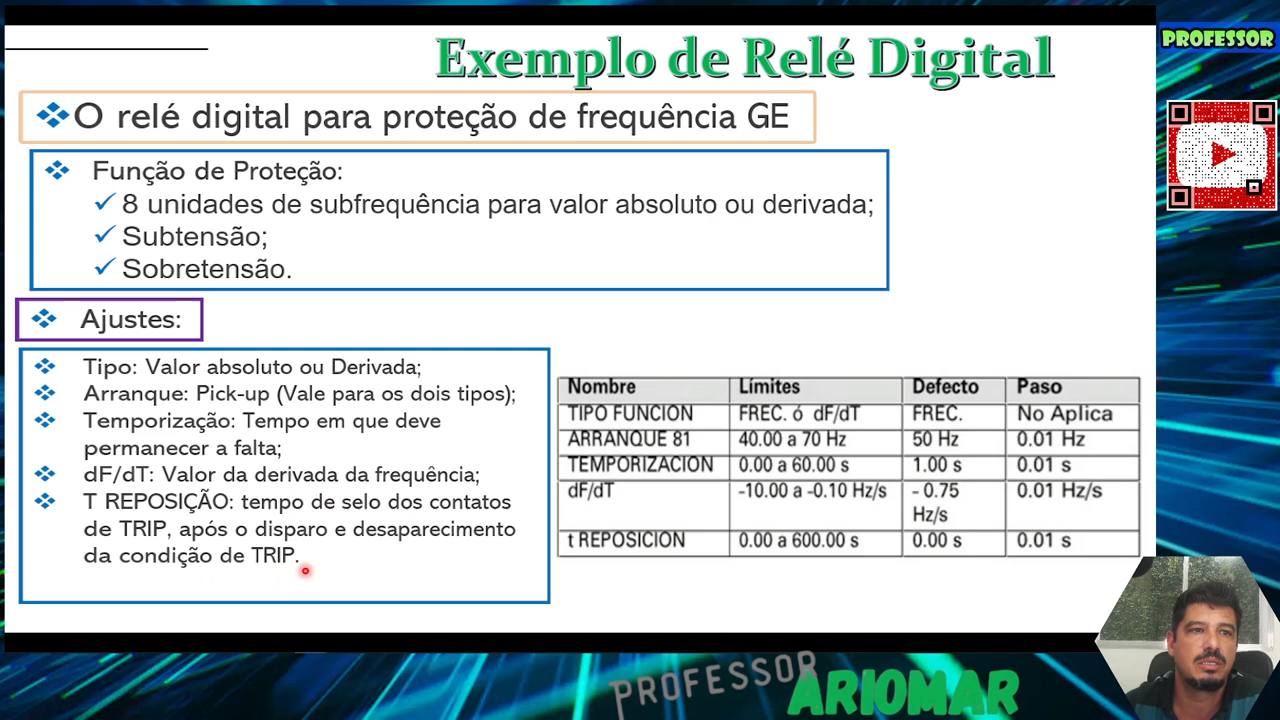 Exemplo de Relé Digital
PROFESSOR
O relé digital para proteção de frequência GE
Função de Proteção:
8 unidades de subfrequência para valor absoluto ou derivada;
Subtensão;
Sobretensão.
Ajustes:
Tipo: Valor absoluto ou Derivada;
Arranque: Pick-up (Vale para os dois tipos);
Temporização: Tempo em que deve
permanecer a falta;
dF/dT: Valor da derivada da frequência;
T REPOSIÇÃO: tempo de selo dos contatos
de TRIP, após o disparo e desaparecimento
da condição de TRIP.
Nombre Límites Defecto Paso
TIPO FUNCION FREC. ó dF/dT FREC. No Aplica
ARRANQUE 81 40.00 a 70 Hz 50 Hz 0.01 Hz
TEMPORIZACION 0.00 a 60.00 s 1.00 s 0.01 s
dF/dT -10.00 a -0.10 Hz/s - 0.75 0.01 Hz/s
Hz/s
t REPOSICION 0.00 a 600.00 s 0.00 s 0.01 s
PROFESSOR
ARIOMAR